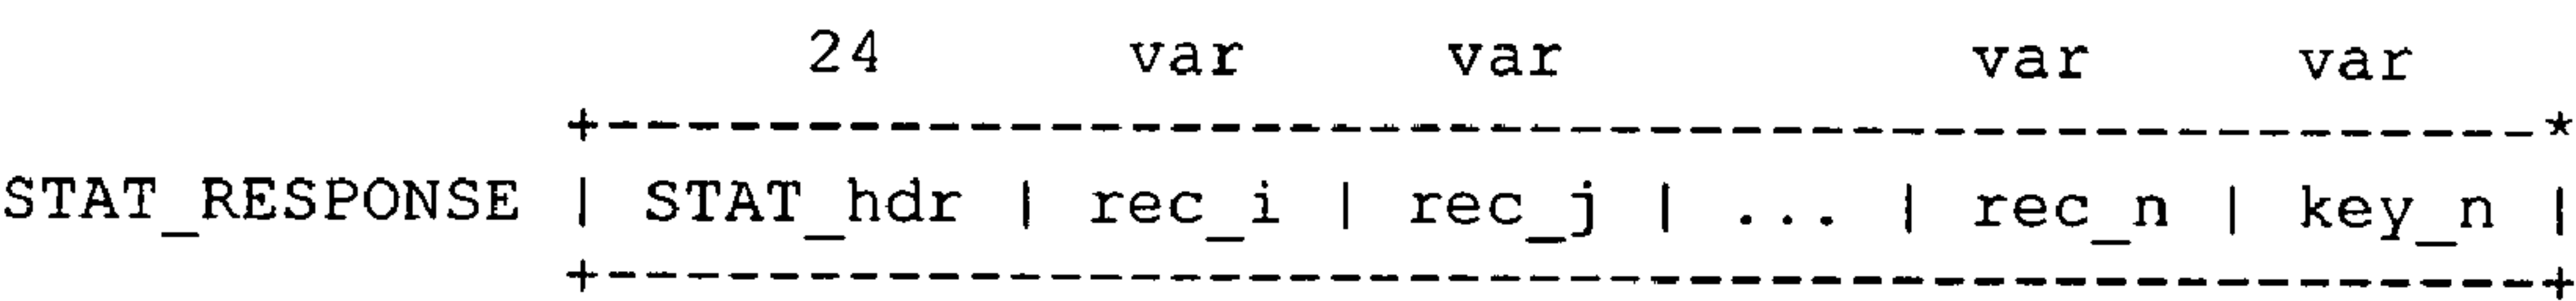 24 var var var var
+--------------------------------------------------*
STAT_RESPONSE | STAT_hdr | rec_i | rec_j | ... | rec_n | key_n |
+--------------------------------------------------+